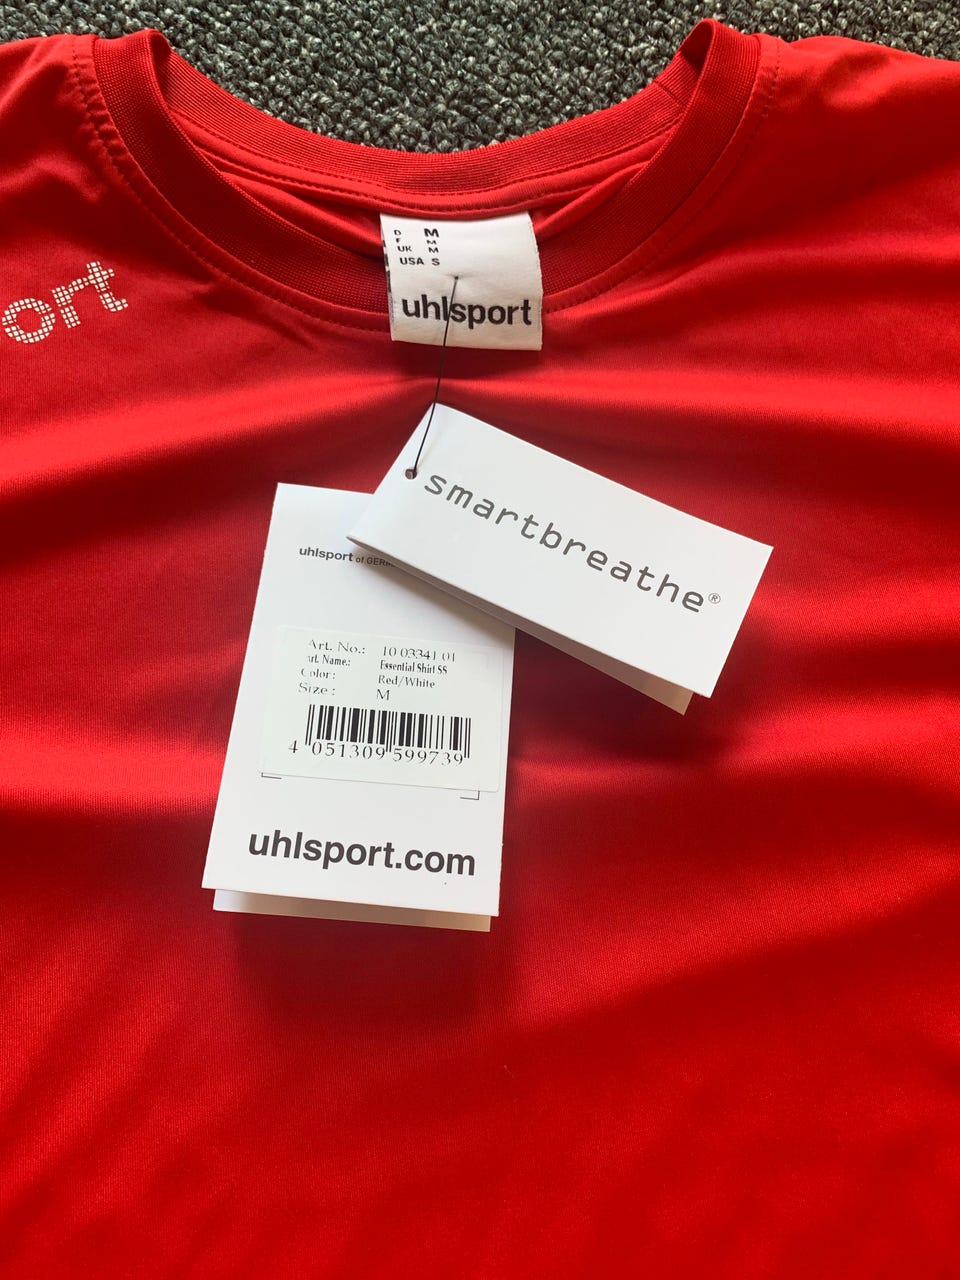 D M
F M
UK M
USA S
uhlsport
ort
smartbreathe®
uhlsport of
Art. No.: 10 03341 01
Art. Name.: Essential Shirt SS
Color: Red/White
Size : M
4 051309 599739
uhlsport.com